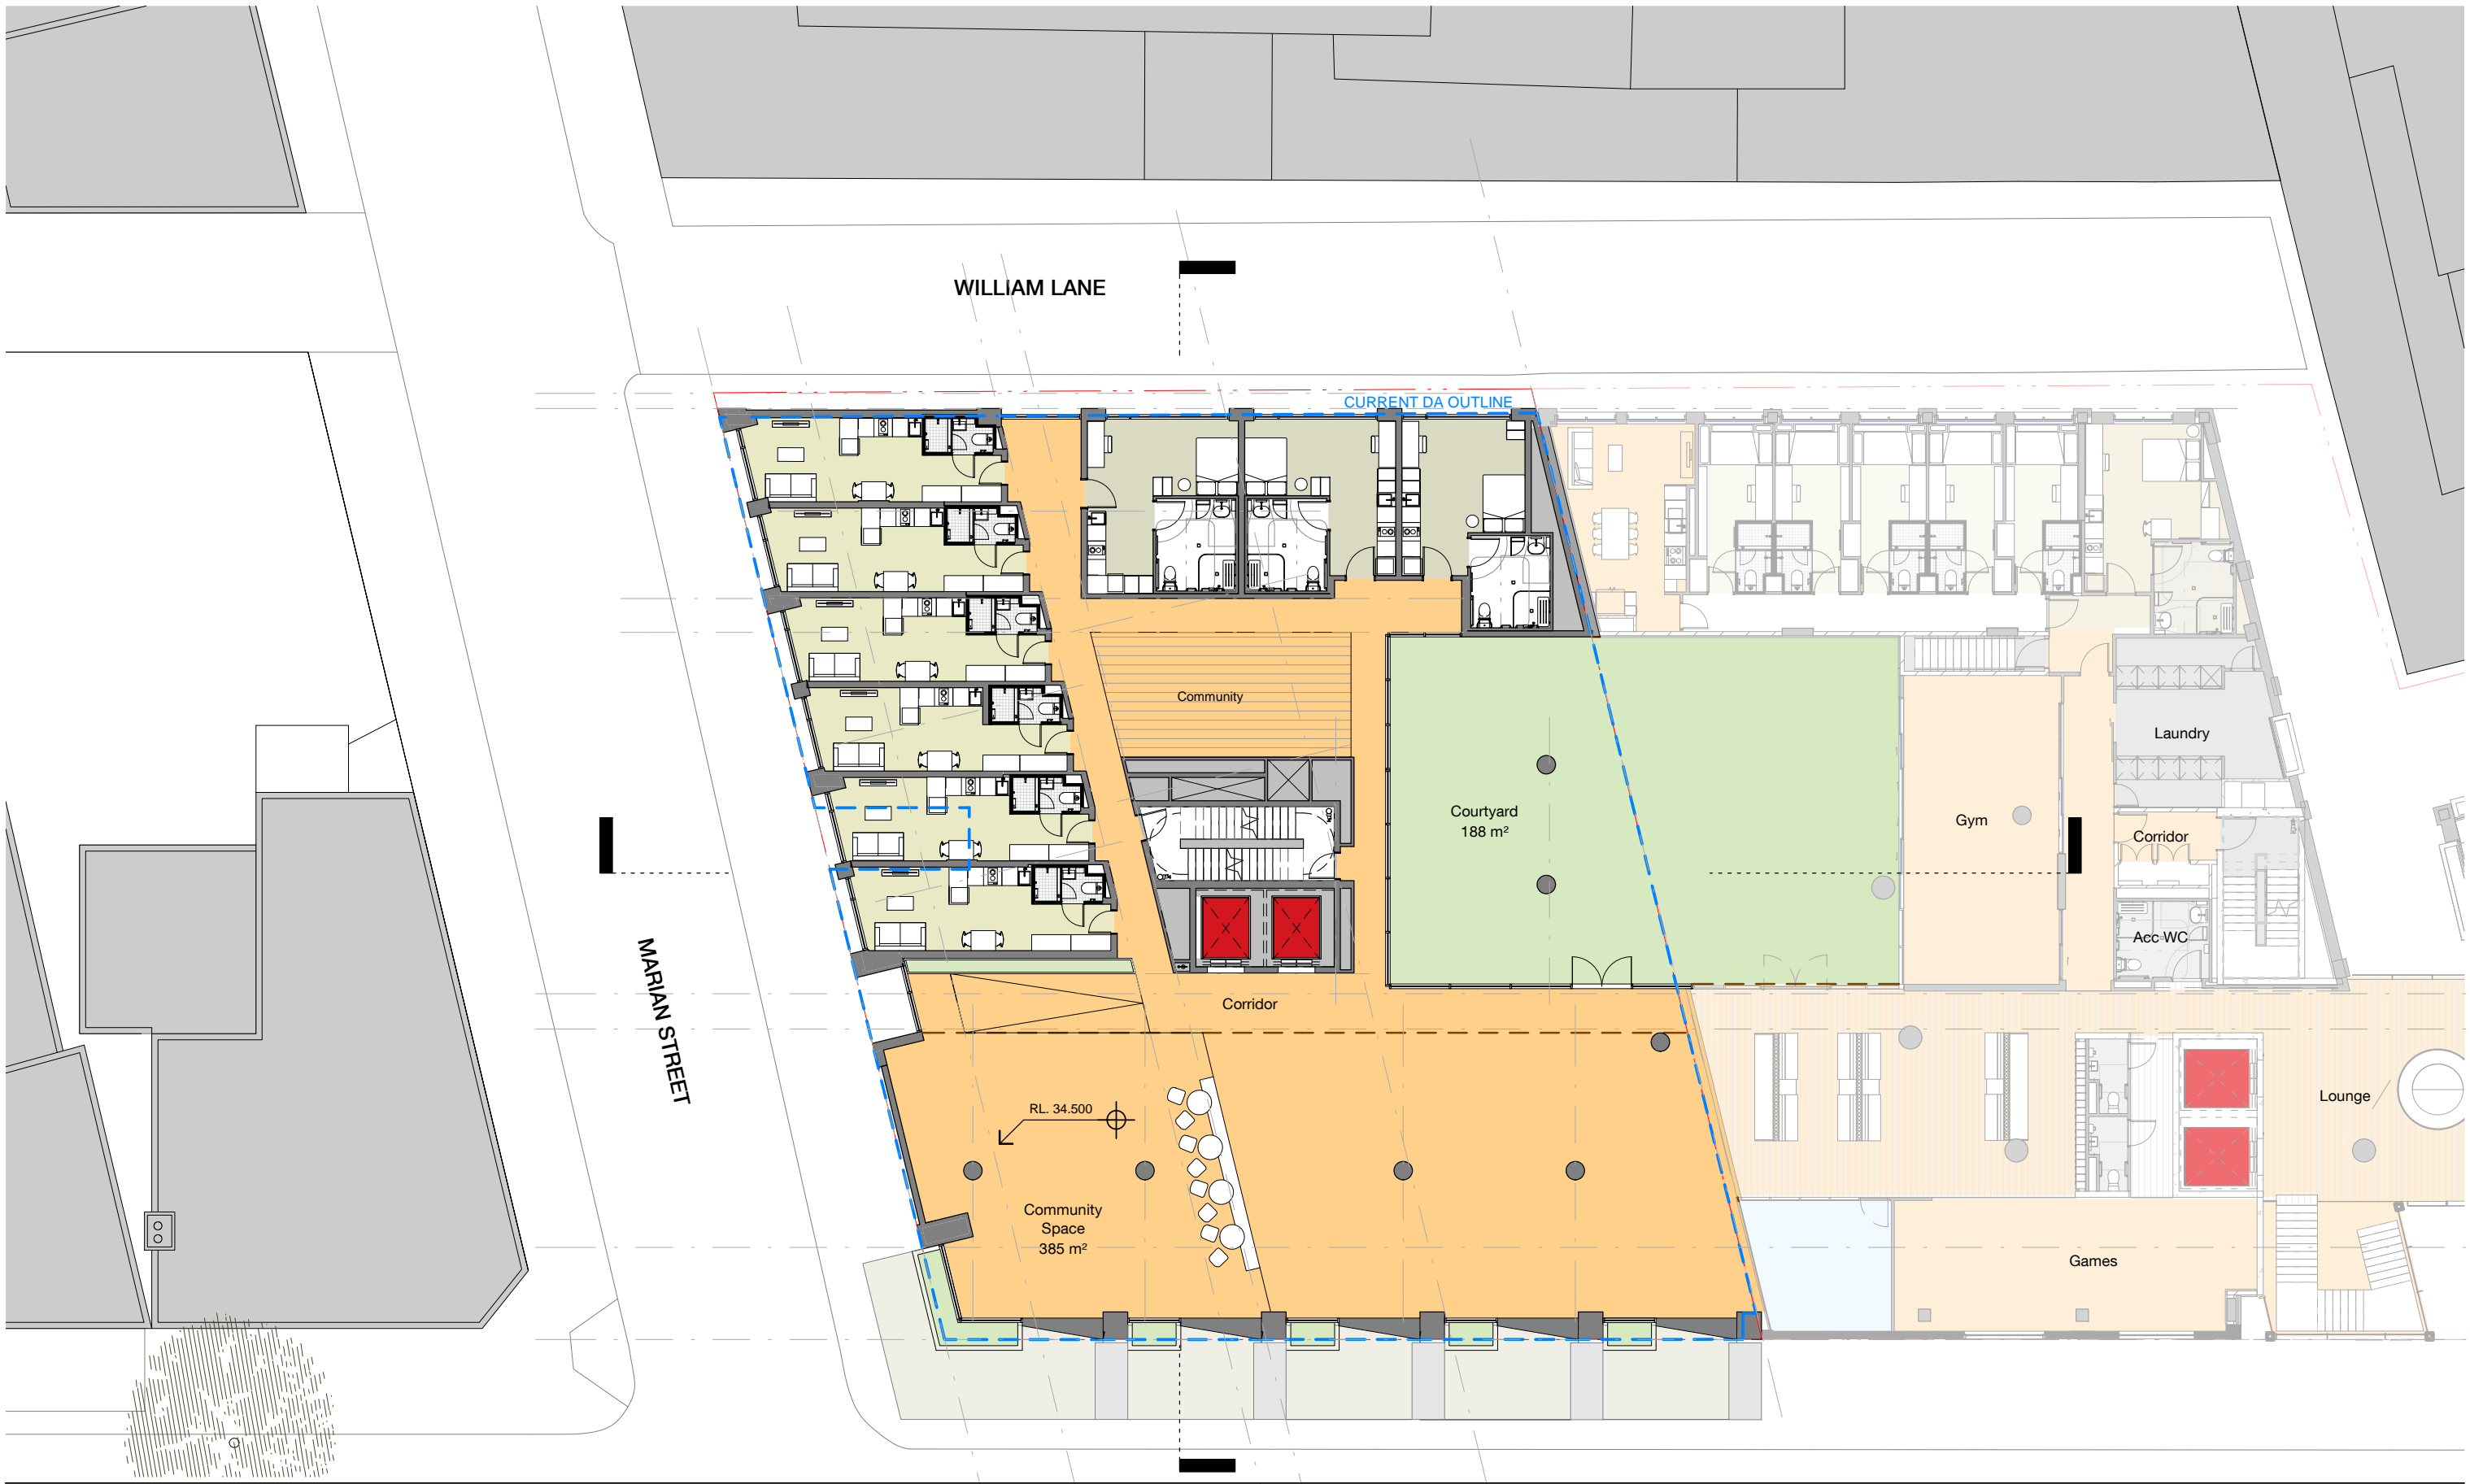 WILLIAM LANE
CURRENT DA OUTLINE
Community
Laundry
Courtyard
188 m²
Gym
Corridor
Acc WC
MARIAN STREET
Corridor
Lounge
RL. 34.500
Community
Space
385 m²
Games